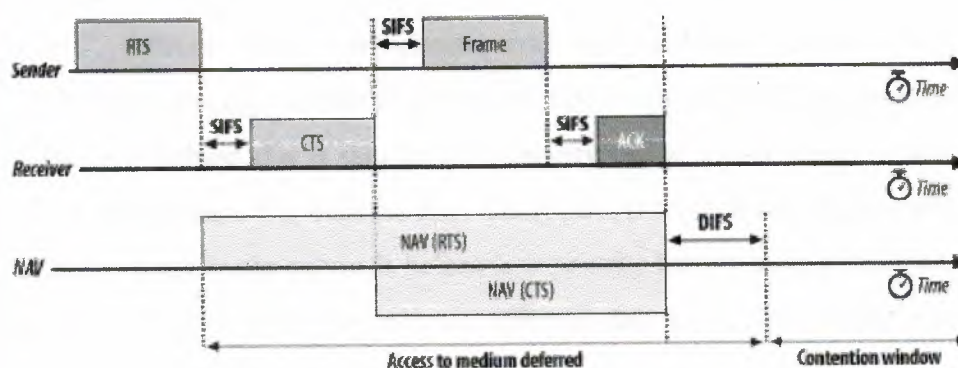 SIFS
RTS
Frame
Sender
Time
SIFS
SIFS
CTS
ACK
Receiver
Time
DIFS
NAV (RTS)
NAV
NAV (CTS)
Time
Access to medium deferred
Contention window